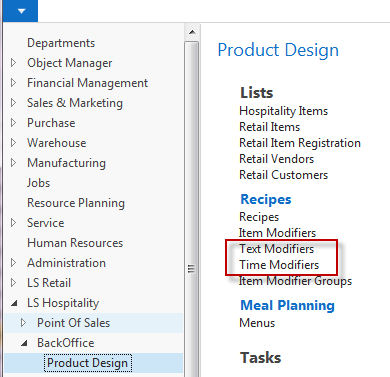 Departments
Object Manager
Financial Management
Sales & Marketing
Purchase
Warehouse
Manufacturing
Jobs
Resource Planning
Service
Human Resources
Administration
LS Retail
LS Hospitality
Point Of Sales
BackOffice
Product Design
Product Design
Lists
Hospitality Items
Retail Items
Retail Item Registration
Retail Vendors
Retail Customers
Recipes
Recipes
Item Modifiers
Text Modifiers
Time Modifiers
Item Modifier Groups
Meal Planning
Menus
Tasks